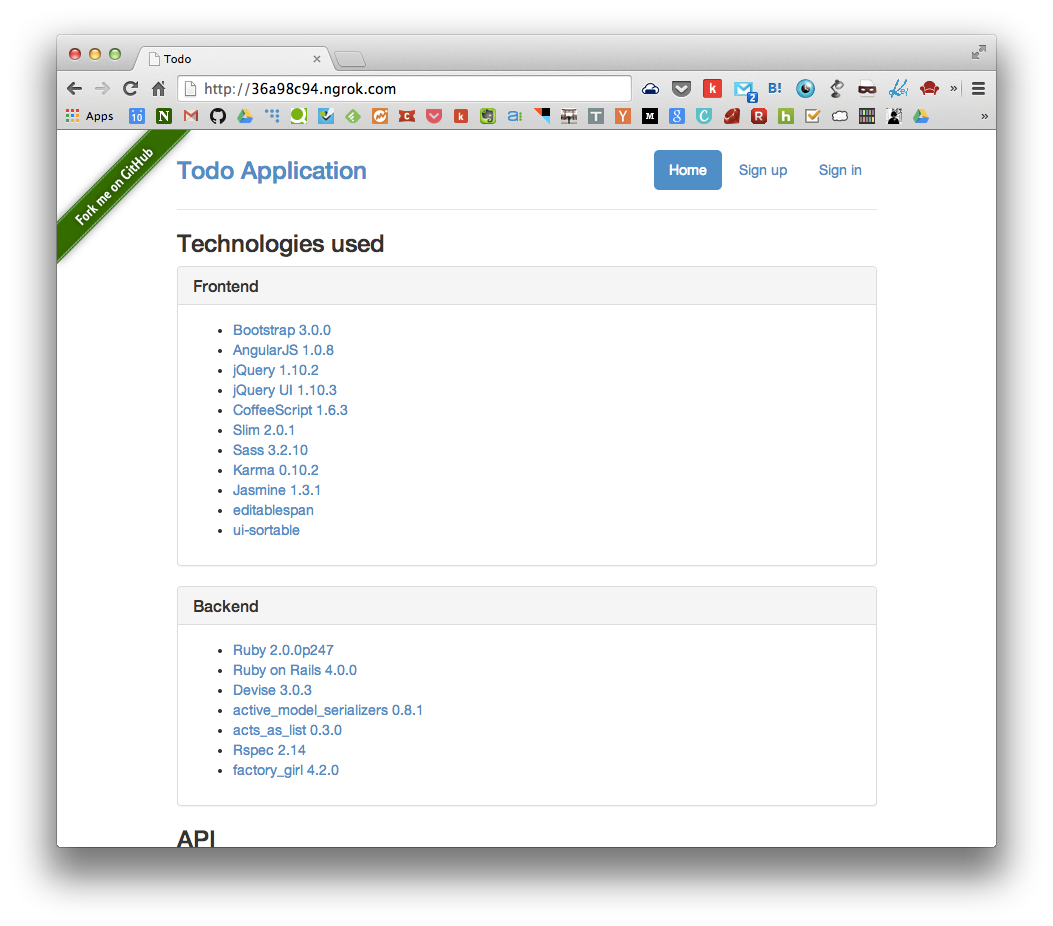 Todo
http://36a98c94.ngrok.com
B!
2
Apps
10
N
T
Y
M
g
C
R
h
Fork me on GitHub
Todo Application
Home
Sign up
Sign in
Technologies used
Frontend
Bootstrap 3.0.0
AngularJS 1.0.8
jQuery 1.10.2
jQuery UI 1.10.3
CoffeeScript 1.6.3
Slim 2.0.1
Sass 3.2.10
Karma 0.10.2
Jasmine 1.3.1
editablespan
ui-sortable
Backend
Ruby 2.0.0p247
Ruby on Rails 4.0.0
Devise 3.0.3
active_model_serializers 0.8.1
acts_as_list 0.3.0
Rspec 2.14
factory_girl 4.2.0
API